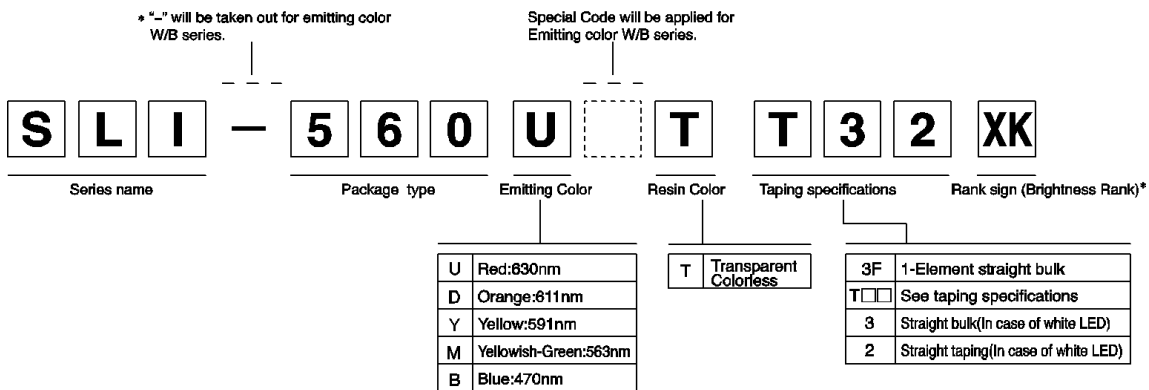 * “–” will be taken out for emitting color
W/B series.
Special Code will be applied for
Emitting color W/B series.
S L I – 5 6 0 U T T 3 2 XK
Series name
Package type
Emitting Color
Resin Color
Taping specifications
Rank sign (Brightness Rank)*
U Red:630nm
D Orange:611nm
Y Yellow:591nm
M Yellowish-Green:563nm
B Blue:470nm
T Transparent
Colorless
3F 1-Element straight bulk
T□□ See taping specifications
3 Straight bulk(In case of white LED)
2 Straight taping(In case of white LED)